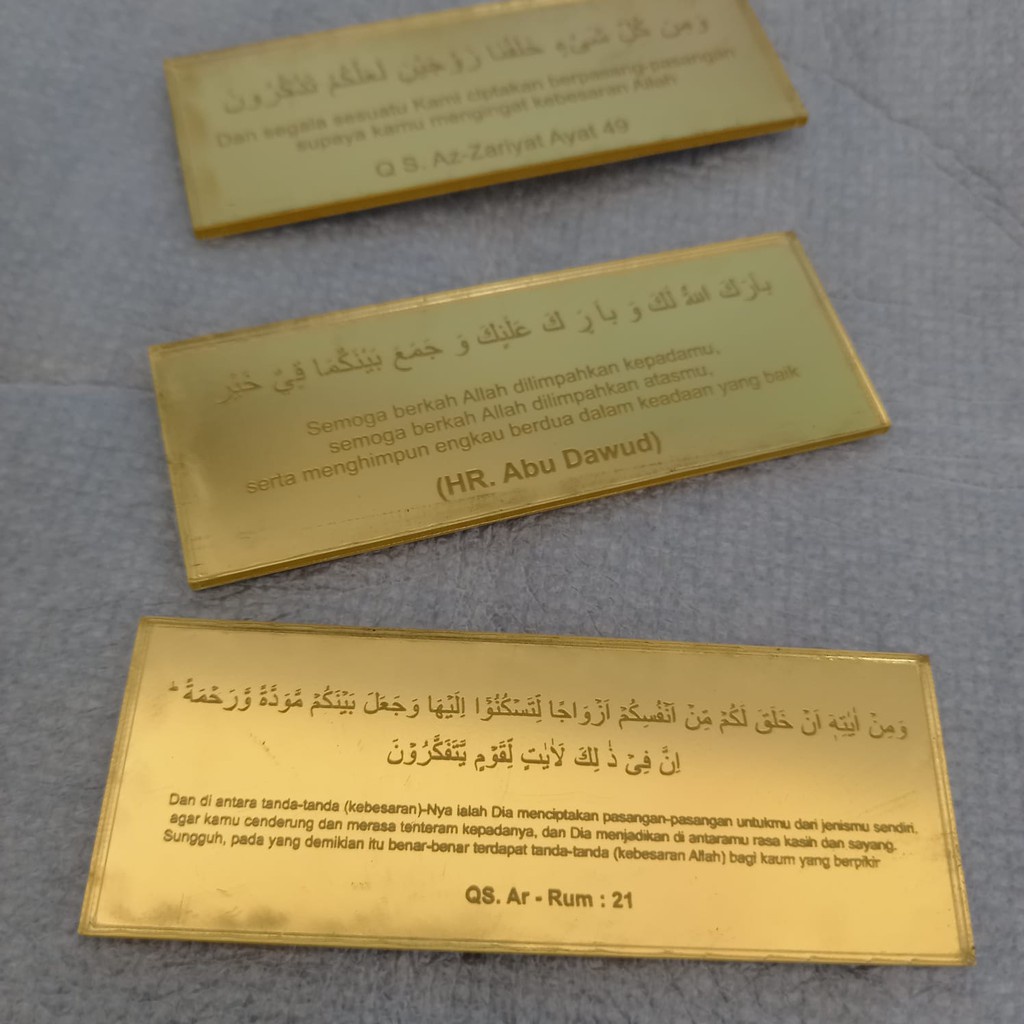 وَمِن كُلِّ شَيْءٍ خَلَقْنَا زَوْجَيْنِ لَعَلَّكُمْ تَذَكَّرُونَ
Dan segala sesuatu Kami ciptakan berpasang-pasangan
supaya kamu mengingat kebesaran Allah
Q S. Az-Zariyat Ayat 49
بأرَكَ اللهُ لَكَ وَ بأَ رَ كَ عَلَيْكَ وَ جَمَعَ بَيْنَكُمَا فِيْ خَيْرٍ
Semoga berkah Allah dilimpahkan kepadamu,
semoga berkah Allah dilimpahkan atasmu,
serta menghimpun engkau berdua dalam keadaan yang baik
(HR. Abu Dawud)
وَمِنْ اٰيٰتِهٖٓ اَنْ خَلَقَ لَكُمْ مِّنْ اَنْفُسِكُمْ اَزْوَاجًا لِّتَسْكُنُوْٓا اِلَيْهَا وَجَعَلَ بَيْنَكُمْ مَّوَدَّةً وَّرَحْمَةً ۗ
اِنَّ فِيْ ذٰ لِكَ لَاٰيٰتٍ لِّقَوْمٍ يَّتَفَكَّرُوْنَ
Dan di antara tanda-tanda (kebesaran)-Nya ialah Dia menciptakan pasangan-pasangan untukmu dari jenismu sendiri,
agar kamu cenderung dan merasa tenteram kepadanya, dan Dia menjadikan di antaramu rasa kasih dan sayang.
Sungguh, pada yang demikian itu benar-benar terdapat tanda-tanda (kebesaran Allah) bagi kaum yang berpikir
QS. Ar - Rum : 21